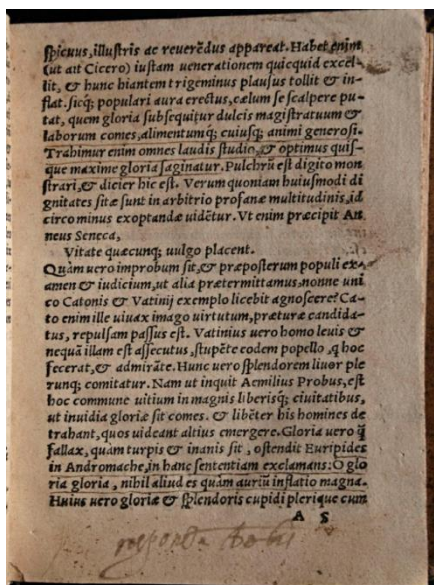 ſpicuus, illuſtris ac reuerẽdus appareat. Habet enim
(ut ait Cicero) iuſtam uenerationem quicquid excel-
lit, & hunc hiantem trigeminus plauſus tollit & in-
flat. ſicq; populari aura erectus, cælum ſe ſcalpere pu-
tat, quem gloria ſubſequitur dulcis magiſtratuum &
laborum comes, alimentumq; cuiuſq; animi generoſi.
Trahimur enim omnes laudis ſtudio, & optimus quiſ-
que maxime gloria ſaginatur. Pulchrũ eſt digito mon
ſtrari, & dicier hic eſt. Verum quoniam huiuſmodi di
gnitates ſitæ ſunt in arbitrio profanæ multitudinis, id
circo minus exoptandæ uidẽtur. Vt enim præcipit An
neus Seneca,
Vitate quæcunq; uulgo placent.
Quàm uero improbum ſit, & præpoſterum populi ex-
amen & iudicium, ut alia prætermittamus, nonne uni
co Catonis & Vatinij exemplo licebit agnoſcere? Ca-
to enim ille uiuax imago uirtutum, præturæ candida-
tus, repulſam paſſus eſt. Vatinius uero homo leuis &
nequã illam eſt aſſecutus, ſtupẽte eodem popello, q hoc
fecerat, & admirãte. Hunc uero ſplendorem liuor ple
runq; comitatur. Nam ut inquit Aemilius Probus, eſt
hoc commune uitium in magnis liberisq; ciuitatibus,
ut inuidia gloriæ ſit comes. & libẽter his homines de
trahant, quos uideant altius emergere. Gloria uero q̃
fallax, quàm turpis & inanis ſit, oſtendit Euripides
in Andromache, in hanc ſententiam exclamans: O glo
ria gloria, nihil aliud es quàm auriũ inflatio magna.
Huius uero gloriæ & ſplendoris cupidi plerique cum
A 5